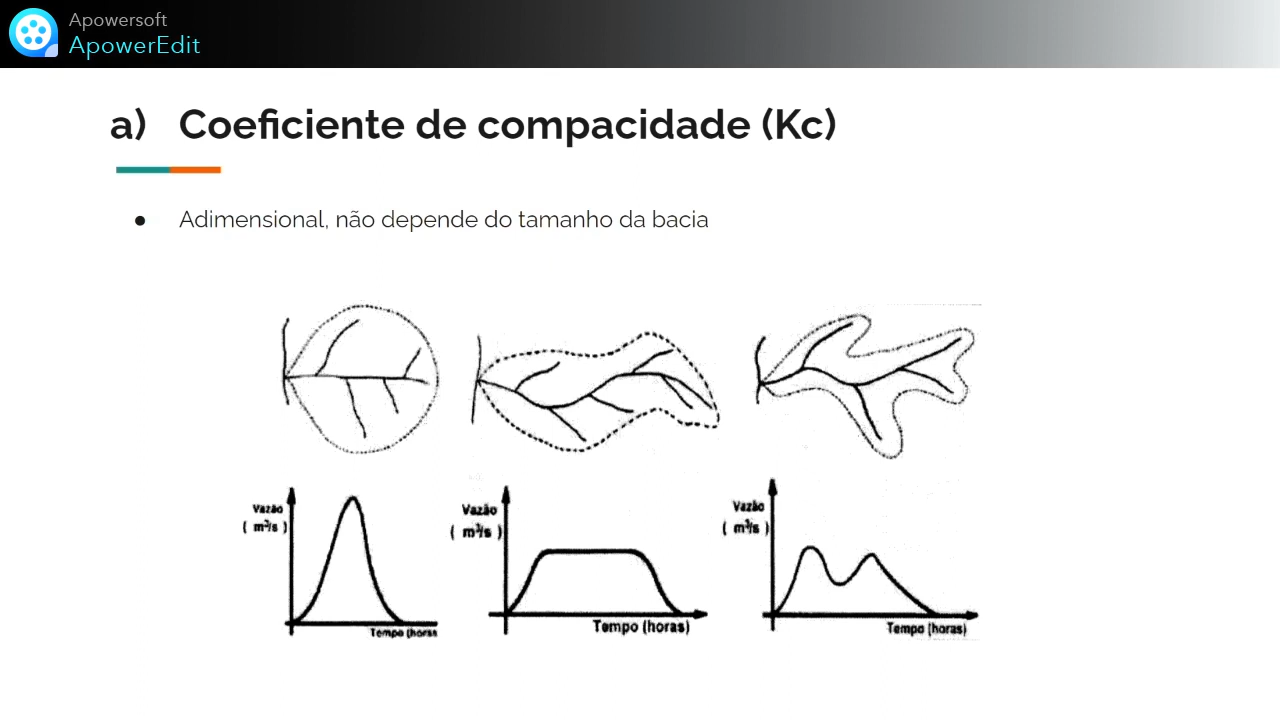 Apowersoft
ApowerEdit
a) Coeficiente de compacidade (Kc)
● Adimensional, não depende do tamanho da bacia
Vazão
( m³/s )
Tempo (horas
Vazão
( m³/s )
Tempo (horas)
Vazão
( m³/s )
Tempo (horas)